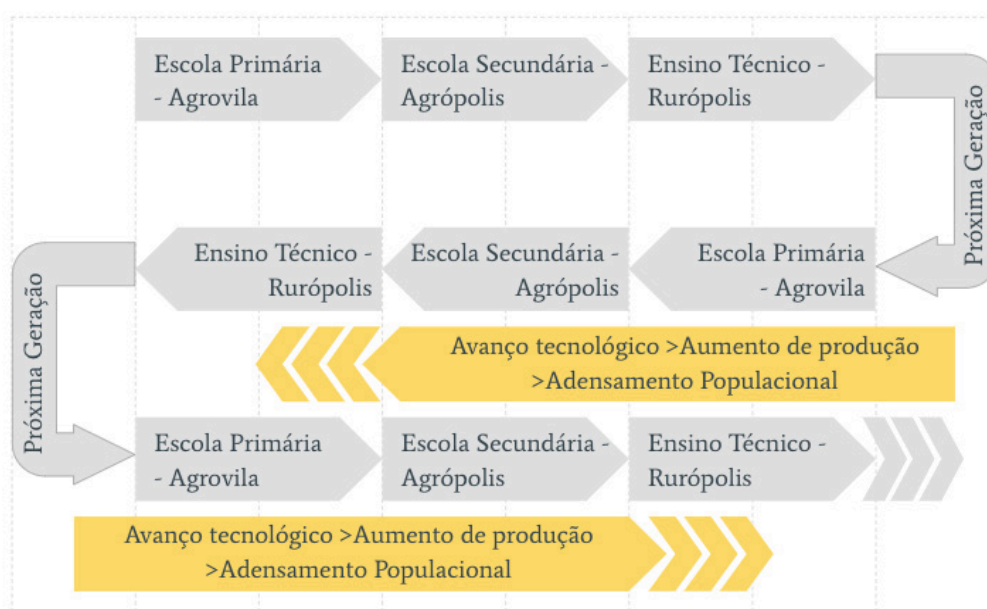 Escola Primária
- Agrovila
Escola Secundária -
Agrópolis
Ensino Técnico -
Rurópolis
Próxima Geração
Ensino Técnico -
Rurópolis
Escola Secundária -
Agrópolis
Escola Primária
- Agrovila
Avanço tecnológico >Aumento de produção
>Adensamento Populacional
Próxima Geração
Escola Primária
- Agrovila
Escola Secundária -
Agrópolis
Ensino Técnico -
Rurópolis
Avanço tecnológico >Aumento de produção
>Adensamento Populacional